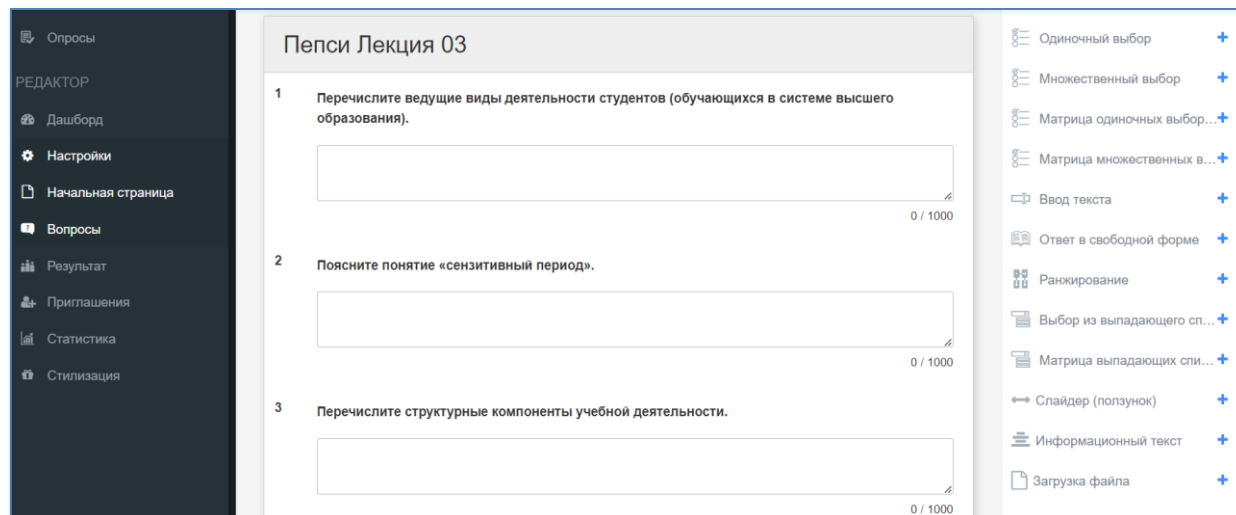 Опросы
РЕДАКТОР
Дашборд
Настройки
Начальная страница
Вопросы
Результат
Приглашения
Статистика
Стилизация
Пепси Лекция 03
1 Перечислите ведущие виды деятельности студентов (обучающихся в системе высшего
образования).
0 / 1000
2 Поясните понятие «сензитивный период».
0 / 1000
3 Перечислите структурные компоненты учебной деятельности.
0 / 1000
Одиночный выбор
Множественный выбор
Матрица одиночных выбор...
Матрица множественных в...
Ввод текста
Ответ в свободной форме
Ранжирование
Выбор из выпадающего сп...
Матрица выпадающих спи...
Слайдер (ползунок)
Информационный текст
Загрузка файла